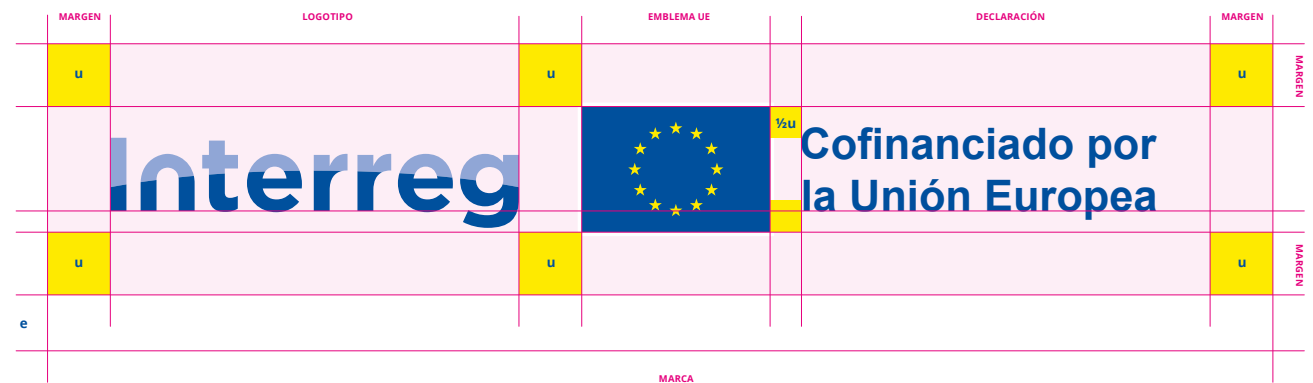 MARGEN LOGOTIPO EMBLEMA UE DECLARACIÓN MARGEN
u u u
MARGEN
½u
Interreg
Cofinanciado por
la Unión Europea
u u u
MARGEN
e
MARCA